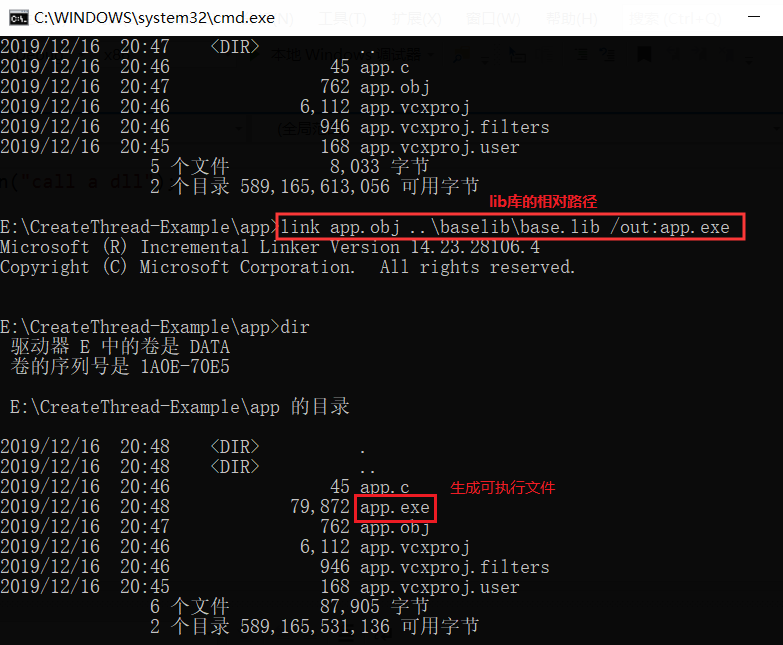 C:\WINDOWS\system32\cmd.exe
2019/12/16  20:47    <DIR>          ..
2019/12/16  20:46                45 app.c
2019/12/16  20:47               762 app.obj
2019/12/16  20:46             6,112 app.vcxproj
2019/12/16  20:46               946 app.vcxproj.filters
2019/12/16  20:45               168 app.vcxproj.user
5 个文件          8,033 字节
2 个目录 589,165,613,056 可用字节
lib库的相对路径
E:\CreateThread-Example\app>link app.obj ..\baselib\base.lib /out:app.exe
Microsoft (R) Incremental Linker Version 14.23.28106.4
Copyright (C) Microsoft Corporation.  All rights reserved.
E:\CreateThread-Example\app>dir
驱动器 E 中的卷是 DATA
卷的序列号是 1A0E-70E5
E:\CreateThread-Example\app 的目录
2019/12/16  20:48    <DIR>          .
2019/12/16  20:48    <DIR>          ..
2019/12/16  20:46                45 app.c 生成可执行文件
2019/12/16  20:48            79,872 app.exe
2019/12/16  20:47               762 app.obj
2019/12/16  20:46             6,112 app.vcxproj
2019/12/16  20:46               946 app.vcxproj.filters
2019/12/16  20:45               168 app.vcxproj.user
6 个文件         87,905 字节
2 个目录 589,165,531,136 可用字节